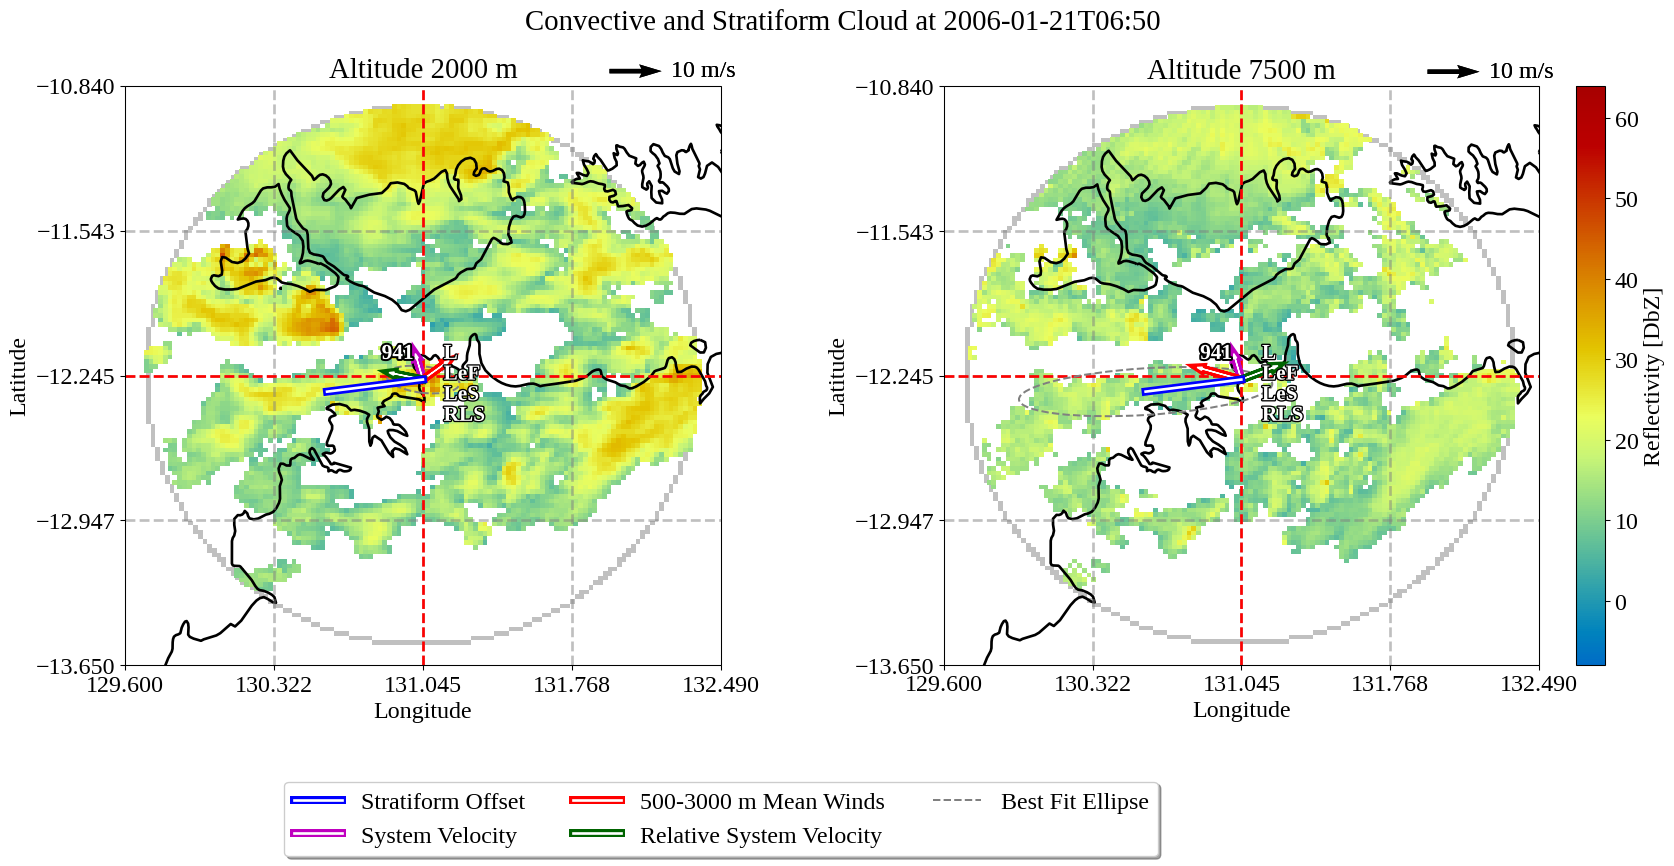 Convective and Stratiform Cloud at 2006-01-21T06:50
Altitude 2000 m
10 m/s
Altitude 7500 m
10 m/s
−10.840
−11.543
−12.245
−12.947
−13.650
Latitude
129.600
130.322
131.045
131.768
132.490
Longitude
941
L
LeF
LeS
RLS
−10.840
−11.543
−12.245
−12.947
−13.650
Latitude
129.600
130.322
131.045
131.768
132.490
Longitude
941
L
LeF
LeS
RLS
60
50
40
30
20
10
0
Reflectivity [DbZ]
Stratiform Offset
500-3000 m Mean Winds
Best Fit Ellipse
System Velocity
Relative System Velocity